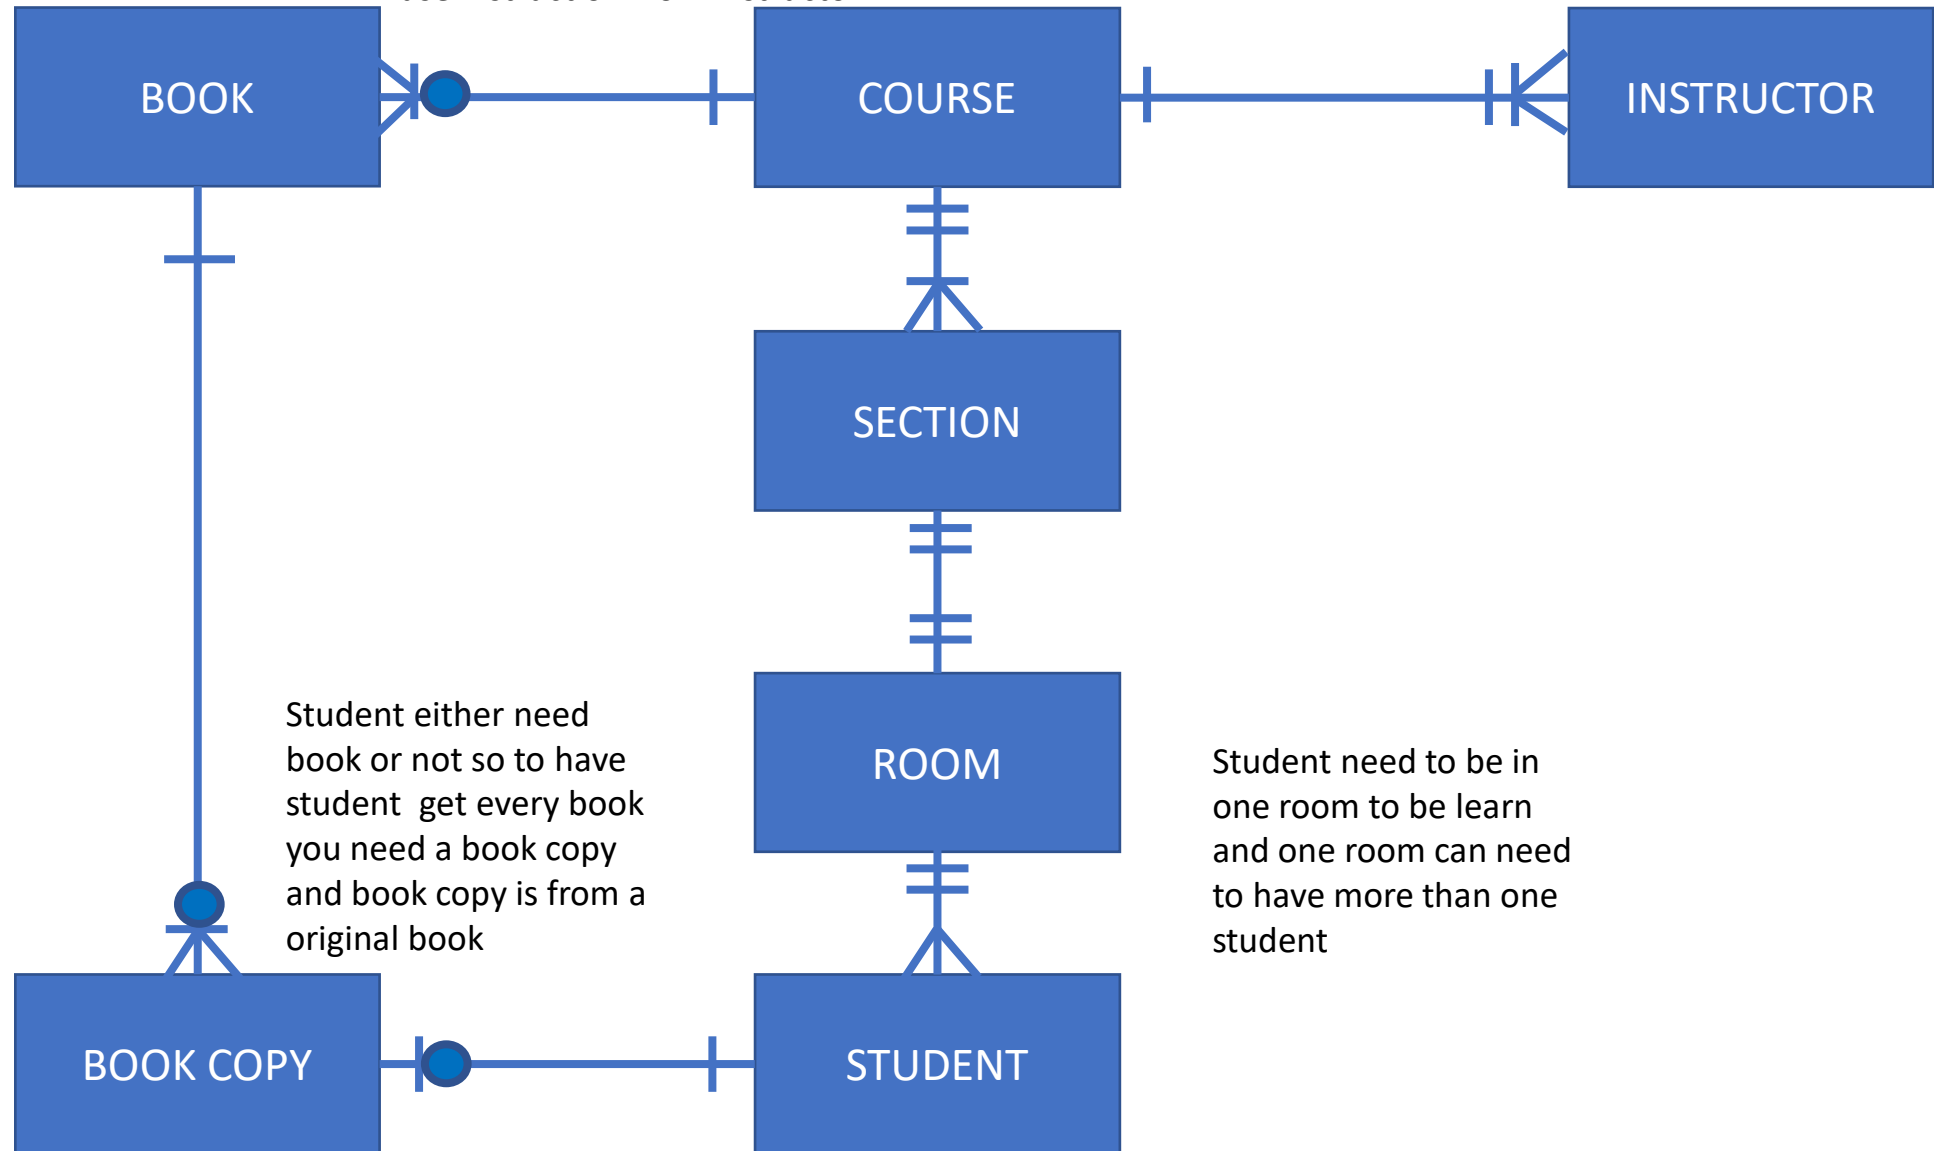 BOOK
COURSE
INSTRUCTOR
SECTION
Student either need
book or not so to have
student  get every book
you need a book copy
and book copy is from a
original book
ROOM
Student need to be in
one room to be learn
and one room can need
to have more than one
student
BOOK COPY
STUDENT